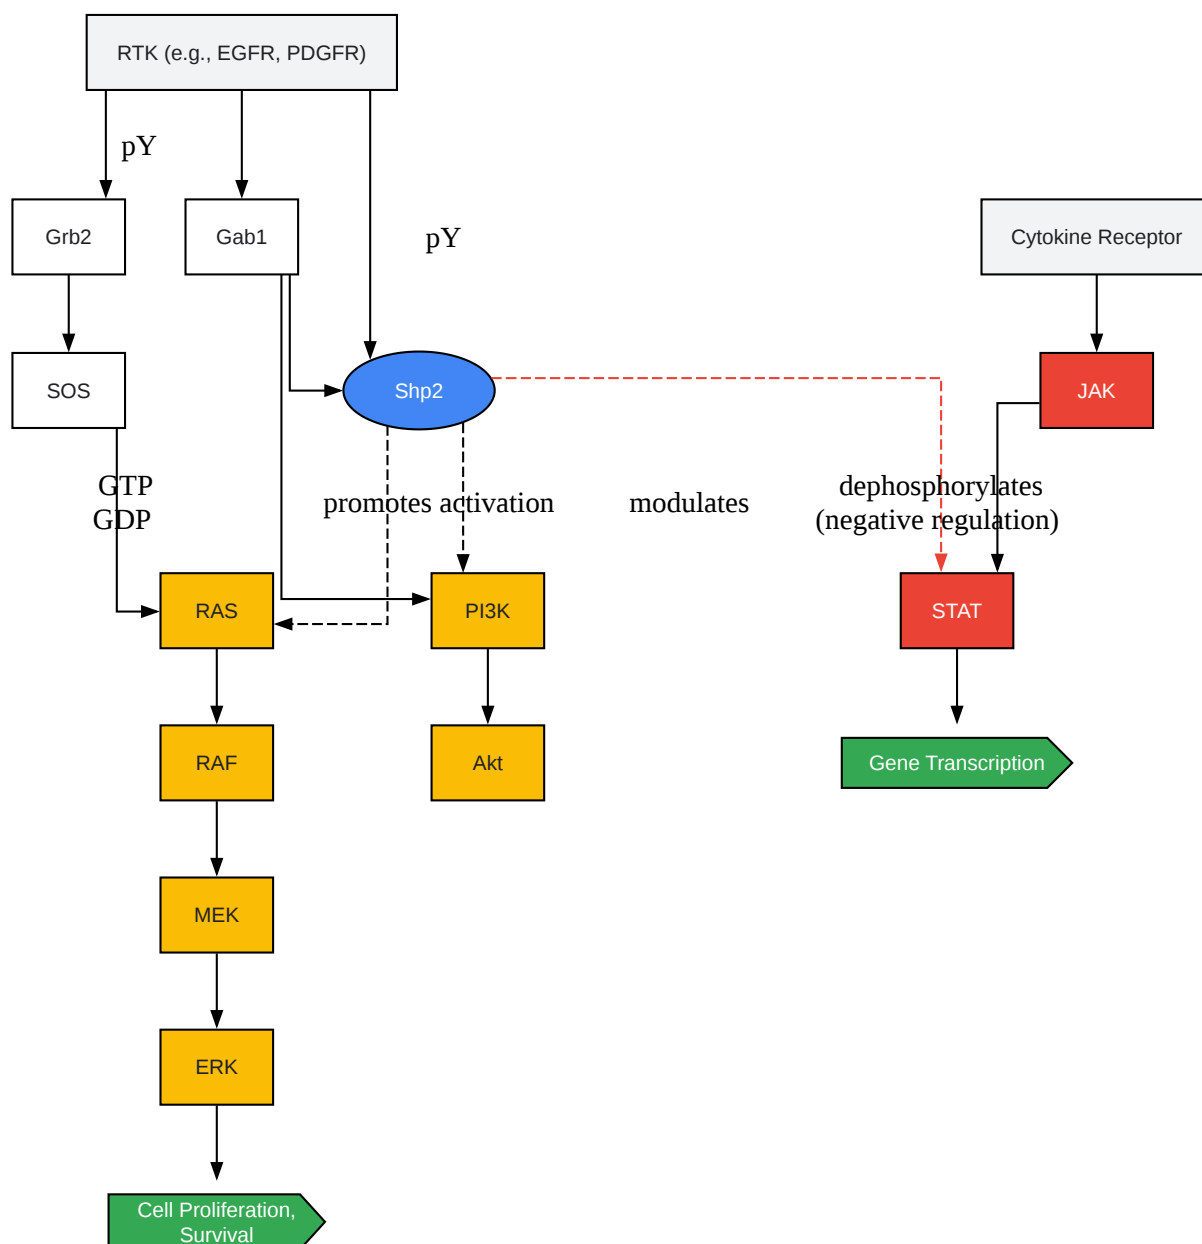 RTK (e.g., EGFR, PDGFR)
pY
Grb2
Gab1
pY
Cytokine Receptor
SOS
Shp2
JAK
GTP
GDP
promotes activation
modulates
dephosphorylates
(negative regulation)
RAS
PI3K
STAT
RAF
Akt
Gene Transcription
MEK
ERK
Cell Proliferation,
Survival